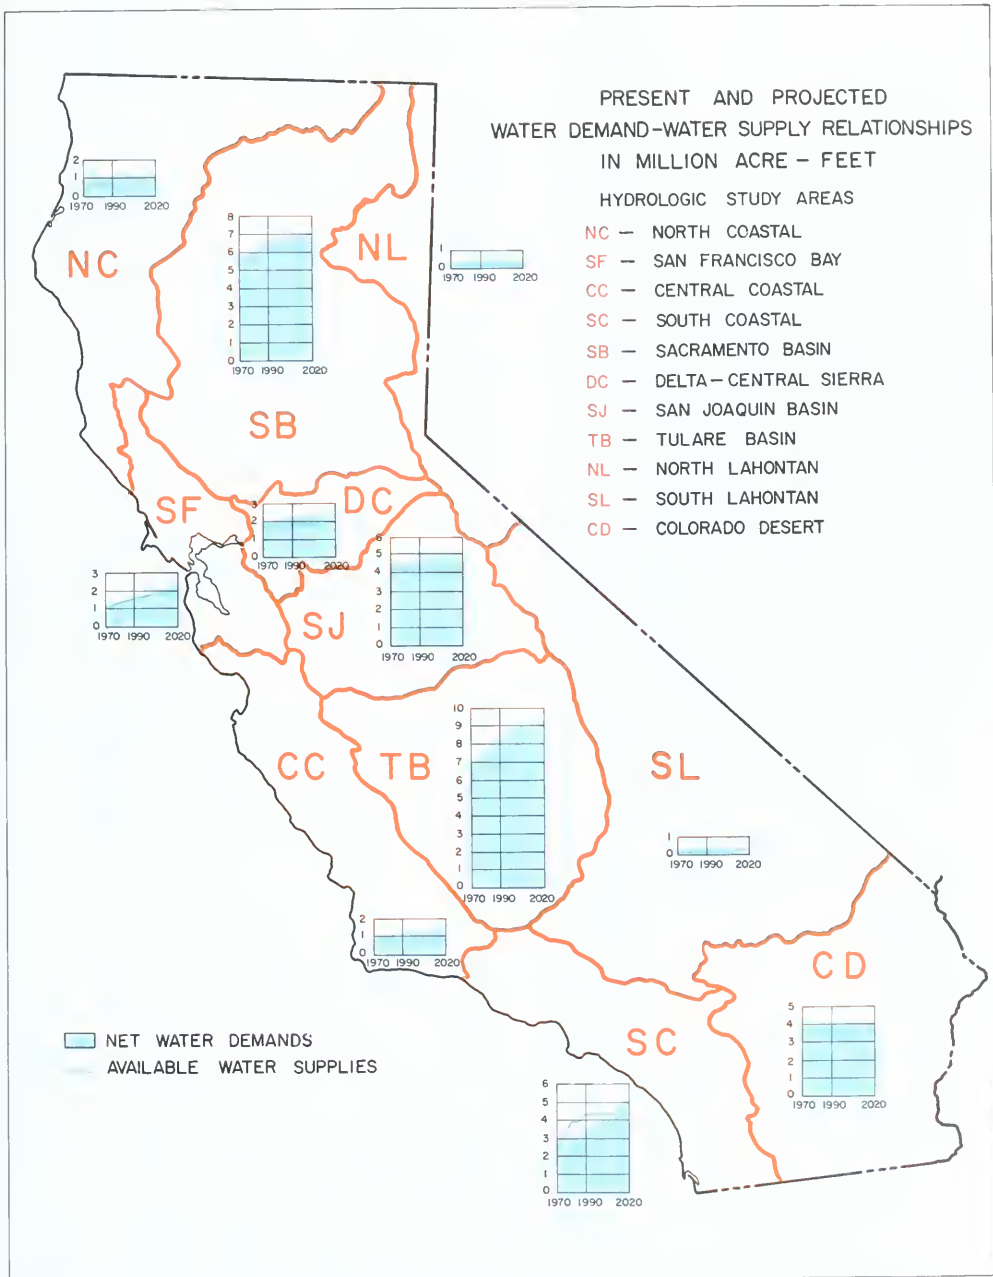 PRESENT AND PROJECTED
WATER DEMAND-WATER SUPPLY RELATIONSHIPS
IN MILLION ACRE - FEET
HYDROLOGIC STUDY AREAS
NC — NORTH COASTAL
SF — SAN FRANCISCO BAY
CC — CENTRAL COASTAL
SC — SOUTH COASTAL
SB — SACRAMENTO BASIN
DC — DELTA-CENTRAL SIERRA
SJ — SAN JOAQUIN BASIN
TB — TULARE BASIN
NL — NORTH LAHONTAN
SL — SOUTH LAHONTAN
CD — COLORADO DESERT
2
1
0
1970 1990 2020
NC
8
7
6
5
4
3
2
1
0
1970 1990 2020
NL
1
0
1970 1990 2020
SB
SF
DC
3
2
1
0
1970 1990 2020
3
2
1
0
1970 1990 2020
6
5
4
3
2
1
0
1970 1990 2020
SJ
CC
TB
10
9
8
7
6
5
4
3
2
1
0
1970 1990 2020
SL
1
0
1970 1990 2020
2
1
0
1970 1990 2020
CD
5
4
3
2
1
0
1970 1990 2020
SC
6
5
4
3
2
1
0
1970 1990 2020
NET WATER DEMANDS
AVAILABLE WATER SUPPLIES